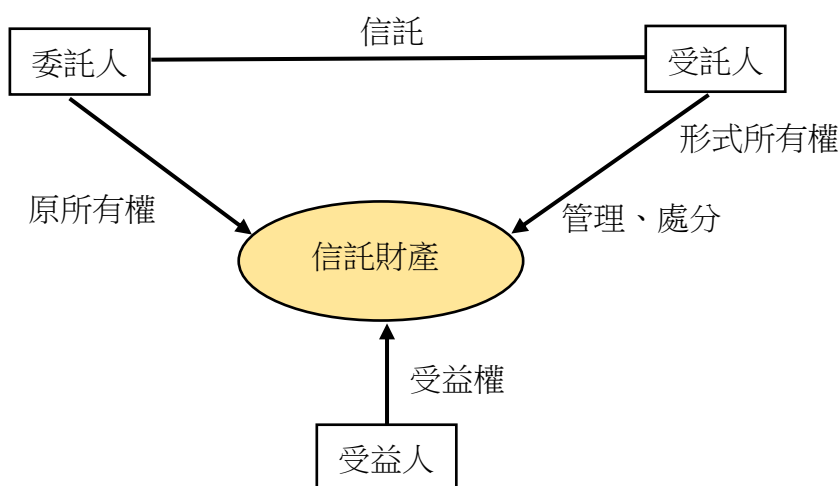 信託
委託人
受託人
形式所有權
原所有權
管理、處分
信託財產
受益權
受益人